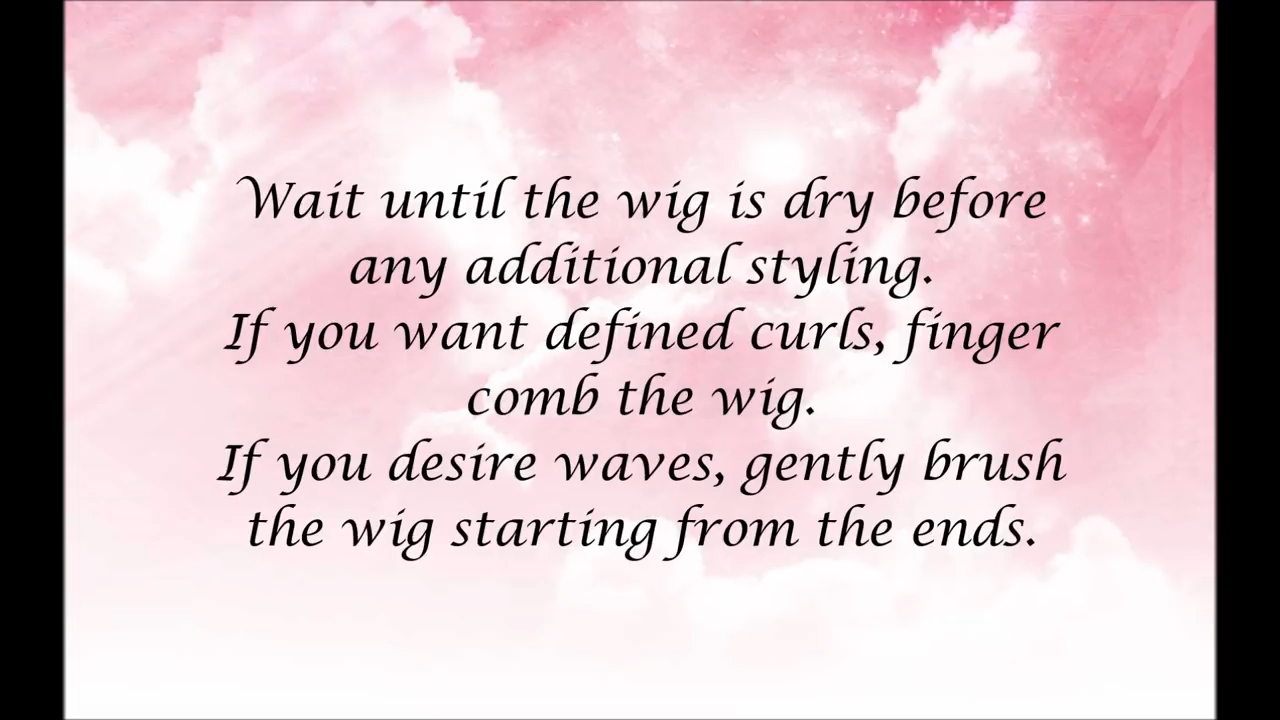 Wait until the wig is dry before
any additional styling.
If you want defined curls, finger
comb the wig.
If you desire waves, gently brush
the wig starting from the ends.